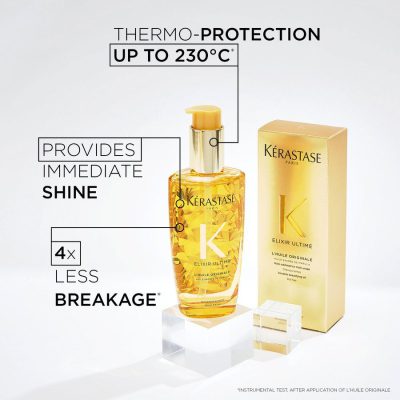 THERMO-PROTECTION
UP TO 230°C*
PROVIDES
IMMEDIATE
SHINE
4x
LESS
BREAKAGE*
KÉRASTASE
K
ELIXIR ULTIME
L'HUILE ORIGINALE
KÉRASTASE
PARIS
K
ELIXIR ULTIME
L'HUILE ORIGINALE
*INSTRUMENTAL TEST, AFTER APPLICATION OF L'HUILE ORIGINALE